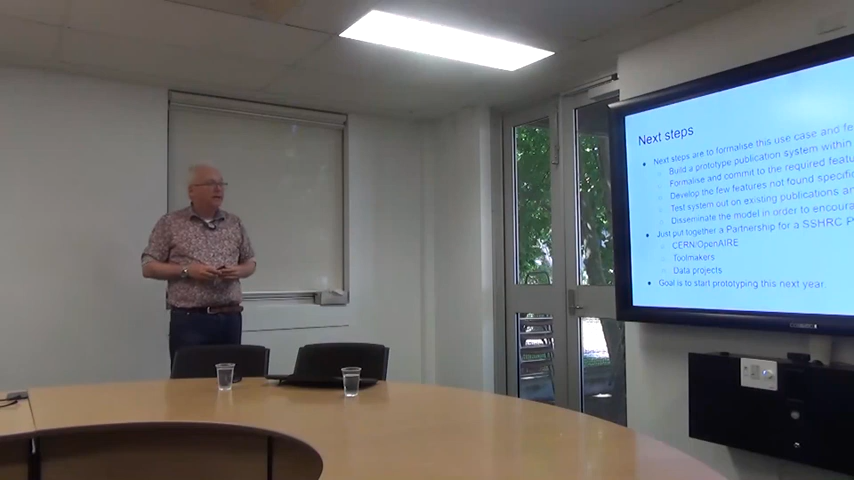 Next Steps
Next steps are to formalise this use case and fe
Build a prototype publication system within
Formalise and commit to the required featur
Develop the few features not found specific
Test system out on existing publications an
Disseminate the model in order to encoura
Just put together a Partnership for a SSHRC P
CERN/OpenAIRE
Toolmakers
Data projects
Goal is to start prototyping this next year.